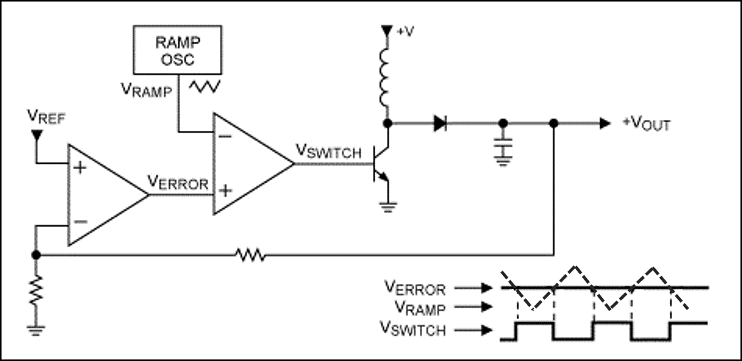 RAMP
OSC
+V
VRAMP
VREF
−
+
VSWITCH
+VOUT
+
VERROR
−
VERROR
VRAMP
VSWITCH